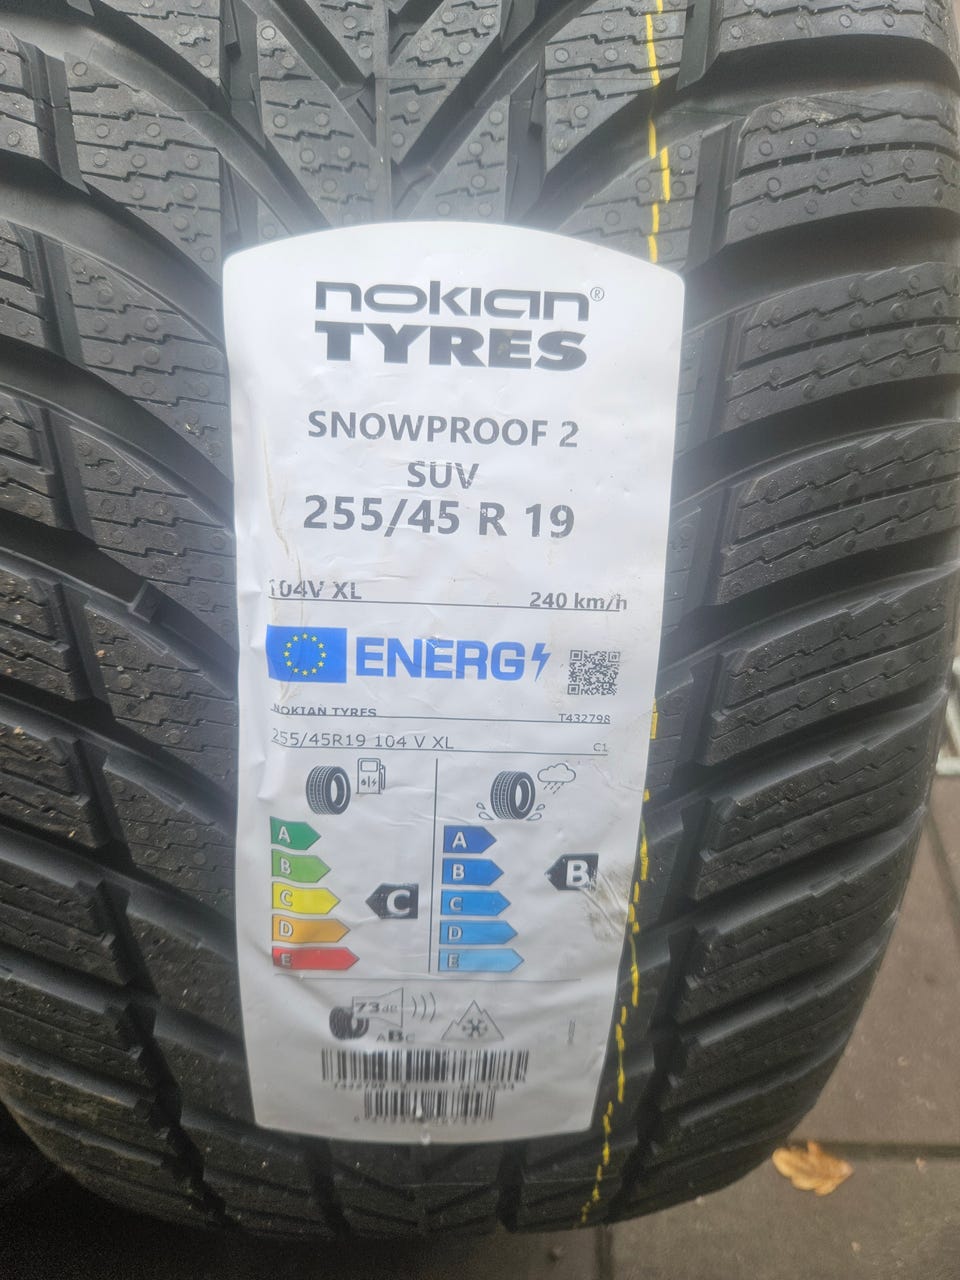 nokian®
TYRES
SNOWPROOF 2
SUV
255/45 R 19
104V XL 240 km/h
ENERG
NOKIAN TYRES T432798
255/45R19 104 V XL C1
A A
B B B
C C C
D D
E E
73dB
ABC